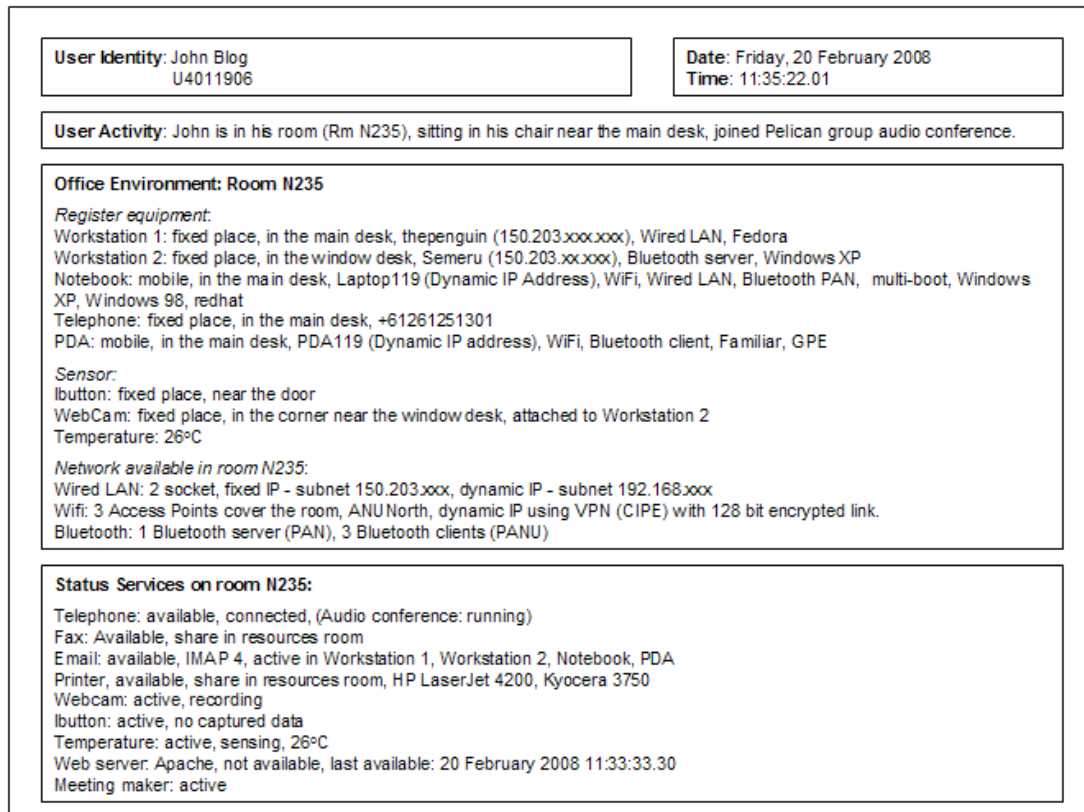 User Identity: John Blog
U4011906
Date: Friday, 20 February 2008
Time: 11:35:22.01
User Activity: John is in his room (Rm N235), sitting in his chair near the main desk, joined Pelican group audio conference.
Office Environment: Room N235
Register equipment:
Workstation 1: fixed place, in the main desk, thepenguin (150.203.xxx.xxx), Wired LAN, Fedora
Workstation 2: fixed place, in the window desk, Semeru (150.203.xx.xxx), Bluetooth server, Windows XP
Notebook: mobile, in the main desk, Laptop119 (Dynamic IP Address), WiFi, Wired LAN, Bluetooth PAN, multi-boot, Windows
XP, Windows 98, redhat
Telephone: fixed place, in the main desk, +61261251301
PDA: mobile, in the main desk, PDA119 (Dynamic IP address), WiFi, Bluetooth client, Familiar, GPE
Sensor:
Ibutton: fixed place, near the door
WebCam: fixed place, in the corner near the window desk, attached to Workstation 2
Temperature: 26°C
Network available in room N235:
Wired LAN: 2 socket, fixed IP - subnet 150.203.xxx, dynamic IP - subnet 192.168.xxx
Wifi: 3 Access Points cover the room, ANUNorth, dynamic IP using VPN (CIPE) with 128 bit encrypted link.
Bluetooth: 1 Bluetooth server (PAN), 3 Bluetooth clients (PANU)
Status Services on room N235:
Telephone: available, connected, (Audio conference: running)
Fax: Available, share in resources room
Email: available, IMAP 4, active in Workstation 1, Workstation 2, Notebook, PDA
Printer, available, share in resources room, HP LaserJet 4200, Kyocera 3750
Webcam: active, recording
Ibutton: active, no captured data
Temperature: active, sensing, 26°C
Web server: Apache, not available, last available: 20 February 2008 11:33:33.30
Meeting maker: active